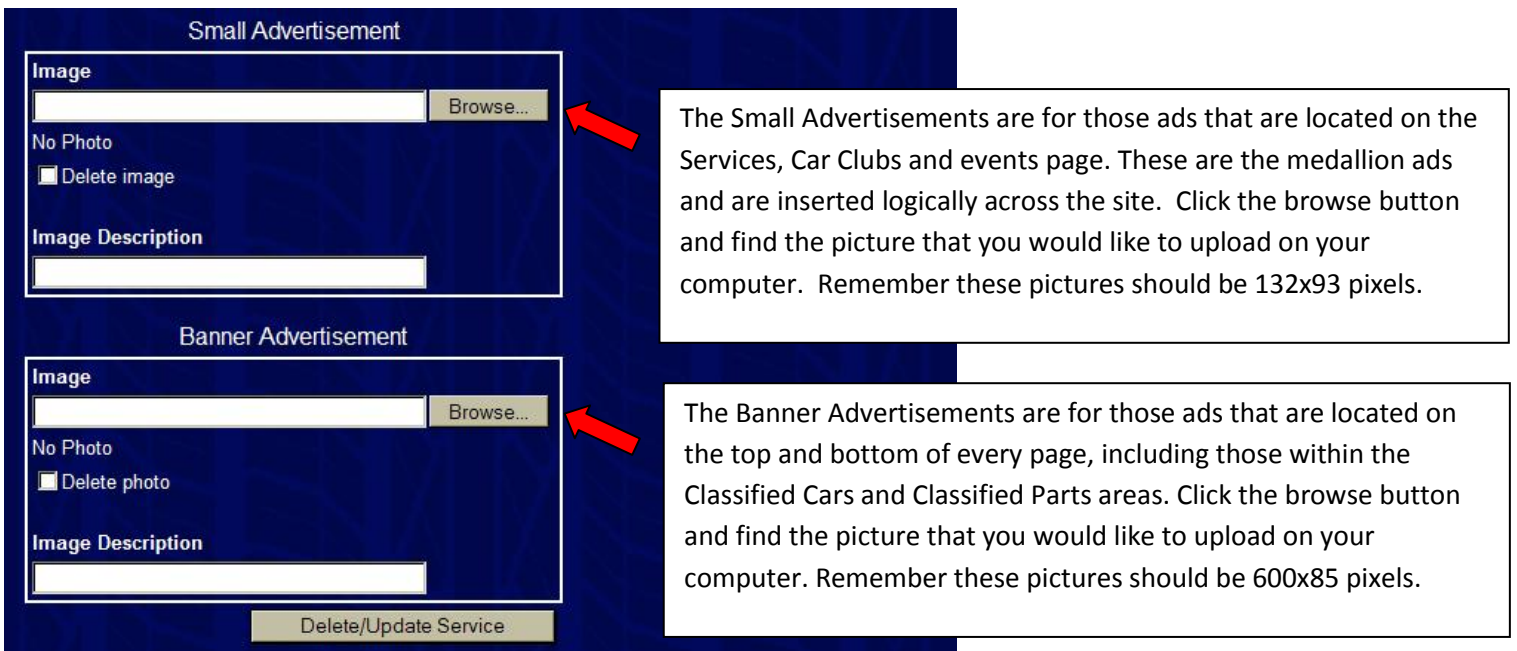 Small Advertisement
Image
Browse...
No Photo
Delete image
Image Description
The Small Advertisements are for those ads that are located on the
Services, Car Clubs and events page. These are the medallion ads
and are inserted logically across the site.  Click the browse button
and find the picture that you would like to upload on your
computer.  Remember these pictures should be 132x93 pixels.
Banner Advertisement
Image
Browse...
No Photo
Delete photo
Image Description
Delete/Update Service
The Banner Advertisements are for those ads that are located on
the top and bottom of every page, including those within the
Classified Cars and Classified Parts areas. Click the browse button
and find the picture that you would like to upload on your
computer. Remember these pictures should be 600x85 pixels.